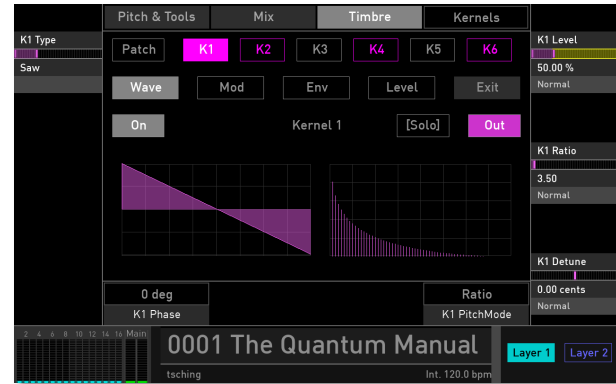 Pitch & Tools Mix Timbre Kernels
K1 Type
Saw
Patch K1 K2 K3 K4 K5 K6
Wave Mod Env Level Exit
On Kernel 1 [Solo] Out
K1 Level
50.00 %
Normal
K1 Ratio
3.50
Normal
K1 Detune
0.00 cents
Normal
0 deg Ratio
K1 Phase K1 PitchMode
2 4 6 8 10 12 14 16 Main
0001 The Quantum Manual
tsching Int. 120.0 bpm
Layer 1 Layer 2